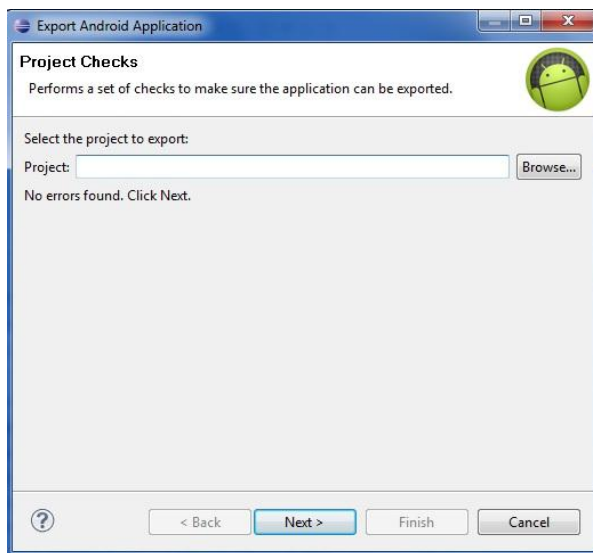 Export Android Application
Project Checks
Performs a set of checks to make sure the application can be exported.
Select the project to export:
Project:
Browse...
No errors found. Click Next.
?
< Back
Next >
Finish
Cancel